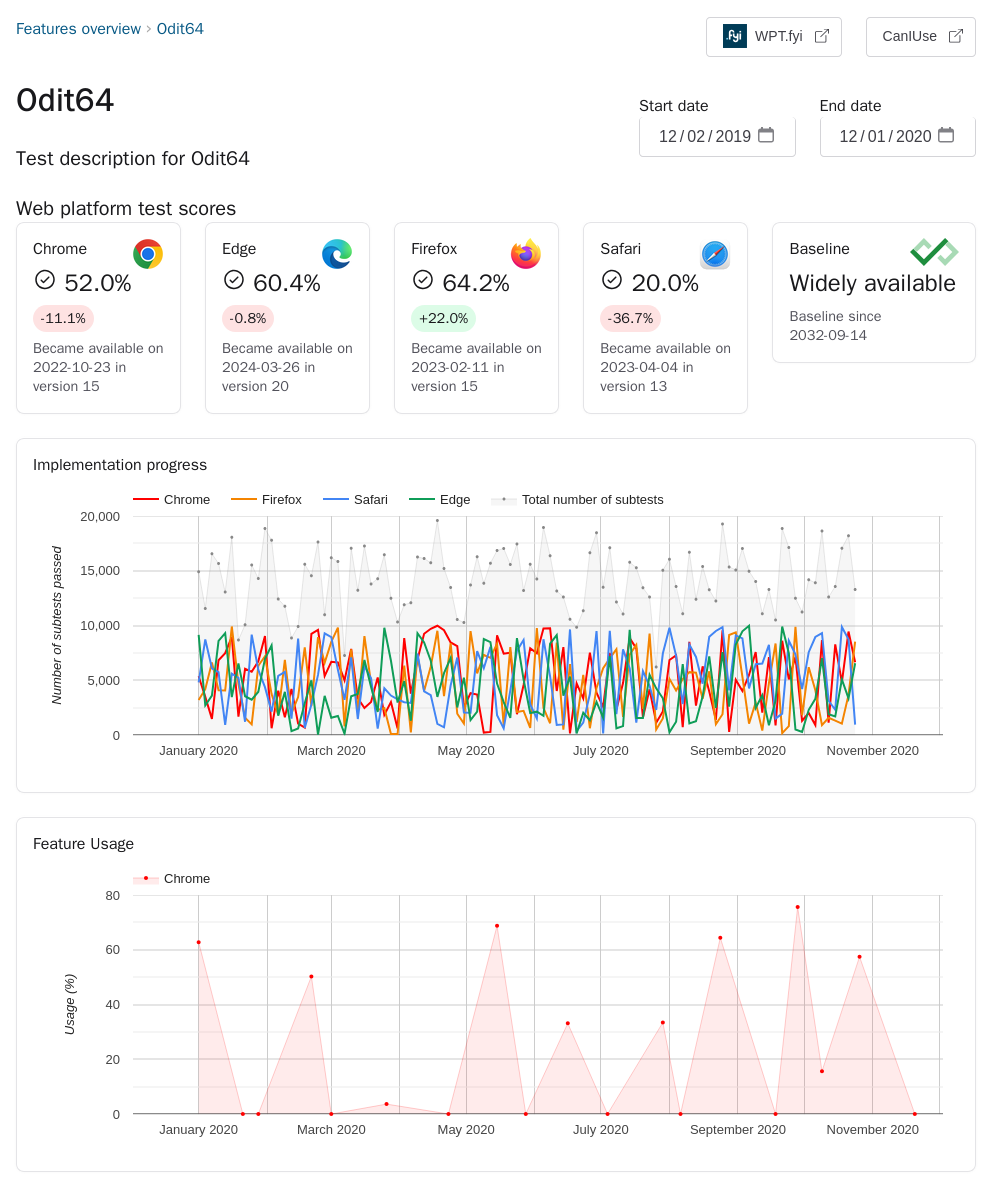 Features overview › Odit64
.fyi WPT.fyi
CanIUse
Odit64
Start date
End date
12/02/2019
12/01/2020
Test description for Odit64
Web platform test scores
Chrome
52.0%
-11.1%
Became available on
2022-10-23 in
version 15
Edge
60.4%
-0.8%
Became available on
2024-03-26 in
version 20
Firefox
64.2%
+22.0%
Became available on
2023-02-11 in
version 15
Safari
20.0%
-36.7%
Became available on
2023-04-04 in
version 13
Baseline
Widely available
Baseline since
2032-09-14
Implementation progress
Chrome Firefox Safari Edge Total number of subtests
Number of subtests passed
20,000
15,000
10,000
5,000
0
January 2020 March 2020 May 2020 July 2020 September 2020 November 2020
Feature Usage
Chrome
Usage (%)
80
60
40
20
0
January 2020 March 2020 May 2020 July 2020 September 2020 November 2020